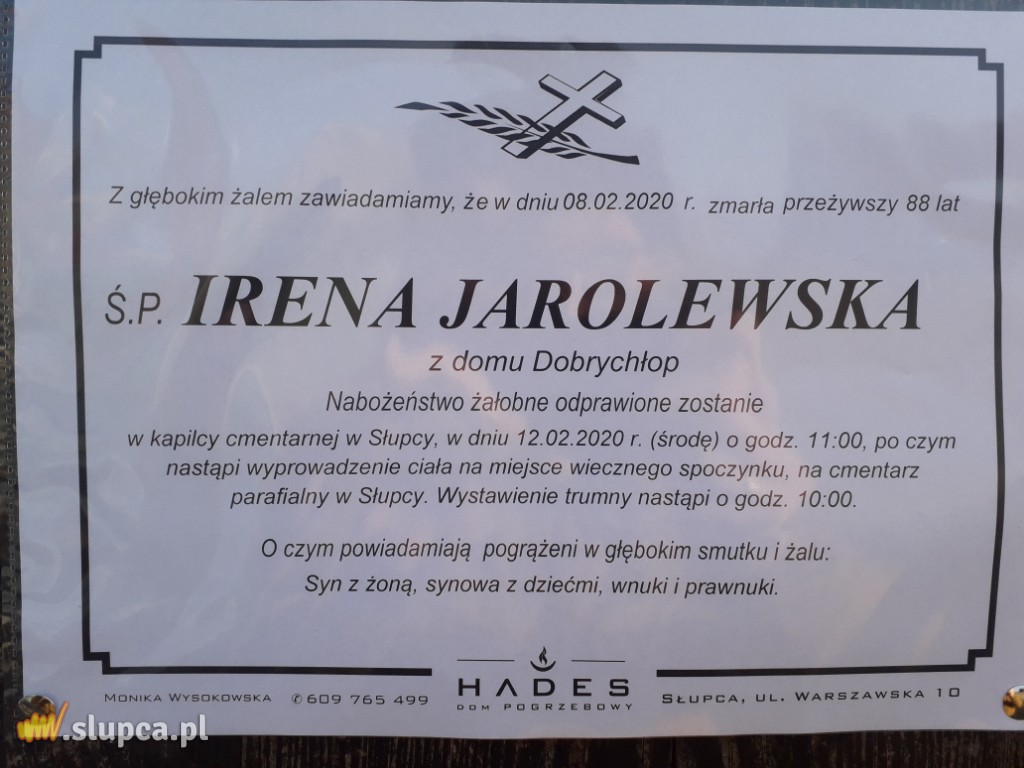 Z głębokim żalem zawiadamiamy, że w dniu 08.02.2020 r. zmarła przeżywszy 88 lat
Ś.P. IRENA JAROLEWSKA
z domu Dobrychłop
Nabożeństwo żałobne odprawione zostanie
w kapilcy cmentarnej w Słupcy, w dniu 12.02.2020 r. (środę) o godz. 11:00, po czym
nastąpi wyprowadzenie ciała na miejsce wiecznego spoczynku, na cmentarz
parafialny w Słupcy. Wystawienie trumny nastąpi o godz. 10:00.
O czym powiadamiają pogrążeni w głębokim smutku i żalu:
Syn z żoną, synowa z dziećmi, wnuki i prawnuki.
MONIKA WYSOKOWSKA ✆ 609 765 499
HADES
DOM POGRZEBOWY
SŁUPCA, UL. WARSZAWSKA 10
.slupca.pl